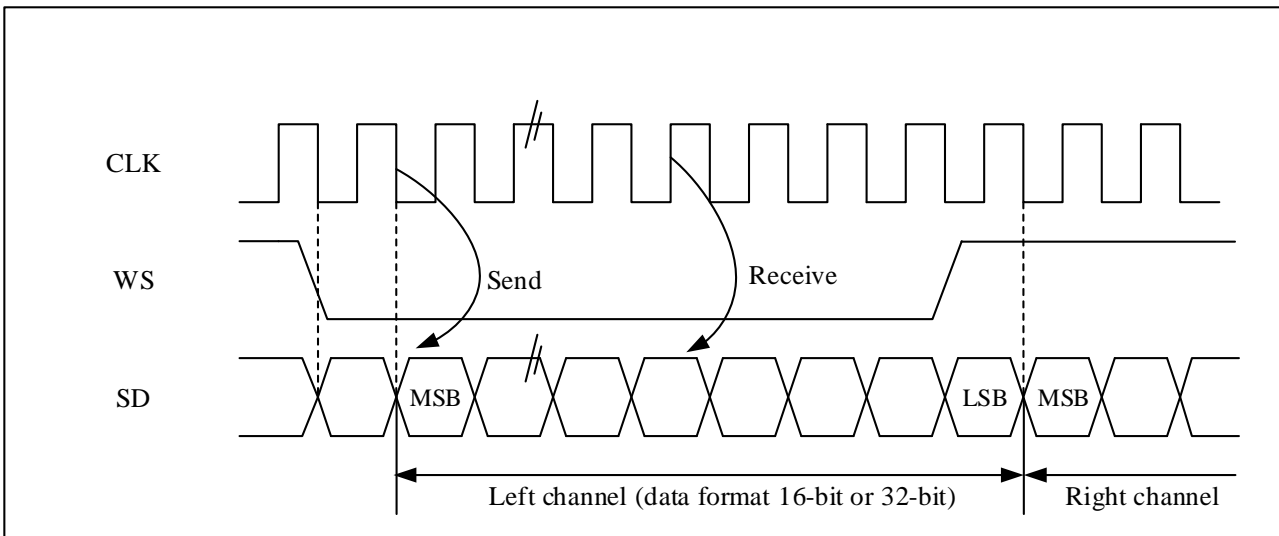 CLK
WS
Send
Receive
SD
MSB
LSB
MSB
Left channel (data format 16-bit or 32-bit)
Right channel